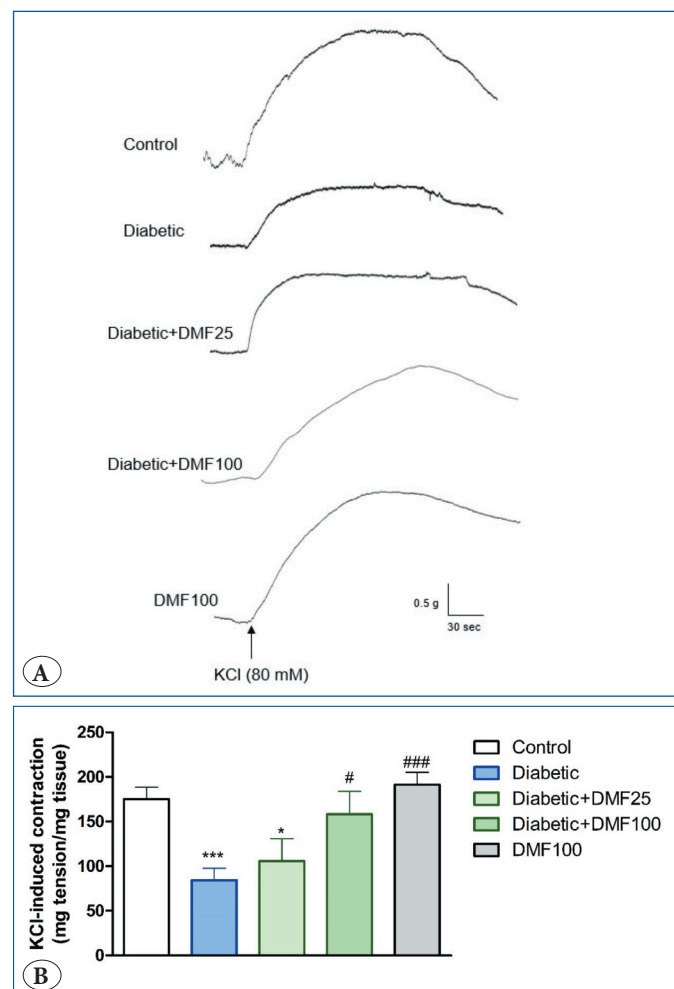 Control
Diabetic
Diabetic+DMF25
Diabetic+DMF100
DMF100
0.5 g
30 sec
KCl (80 mM)
A
KCl-induced contraction
(mg tension/mg tissue)
250
200
150
100
50
0
***
*
#
###
Control
Diabetic
Diabetic+DMF25
Diabetic+DMF100
DMF100
B